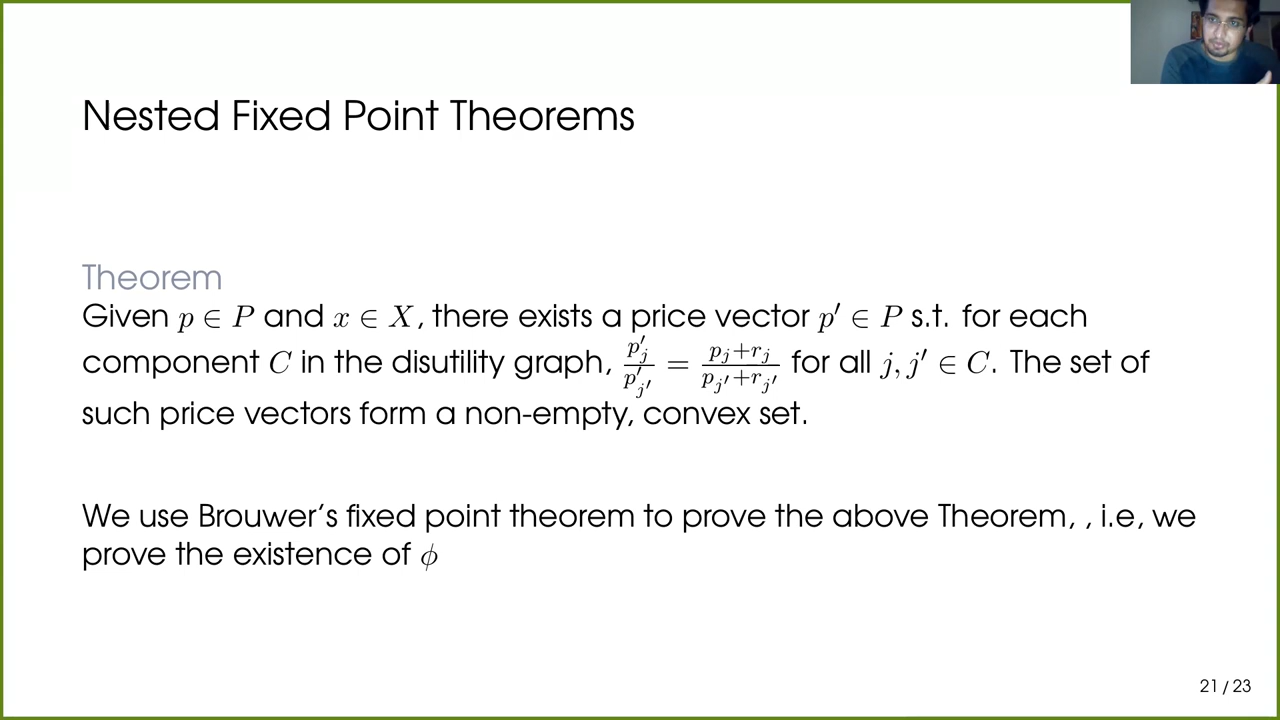 Nested Fixed Point Theorems
Theorem
Given p ∈ P and x ∈ X, there exists a price vector p′ ∈ P s.t. for each
component C in the disutility graph, \frac{p'_j}{p'_{j'}} = \frac{p_j+r_j}{p_{j'}+r_{j'}} for all j, j′ ∈ C. The set of
such price vectors form a non-empty, convex set.
We use Brouwer's fixed point theorem to prove the above Theorem, , i.e, we
prove the existence of ϕ
21 / 23